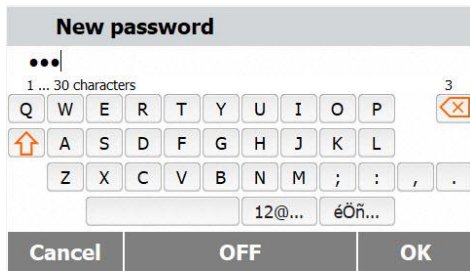 New password
•••
1 ... 30 characters 3
Q W E R T Y U I O P
A S D F G H J K L
Z X C V B N M ; : , .
12@... éÖñ...
Cancel OFF OK